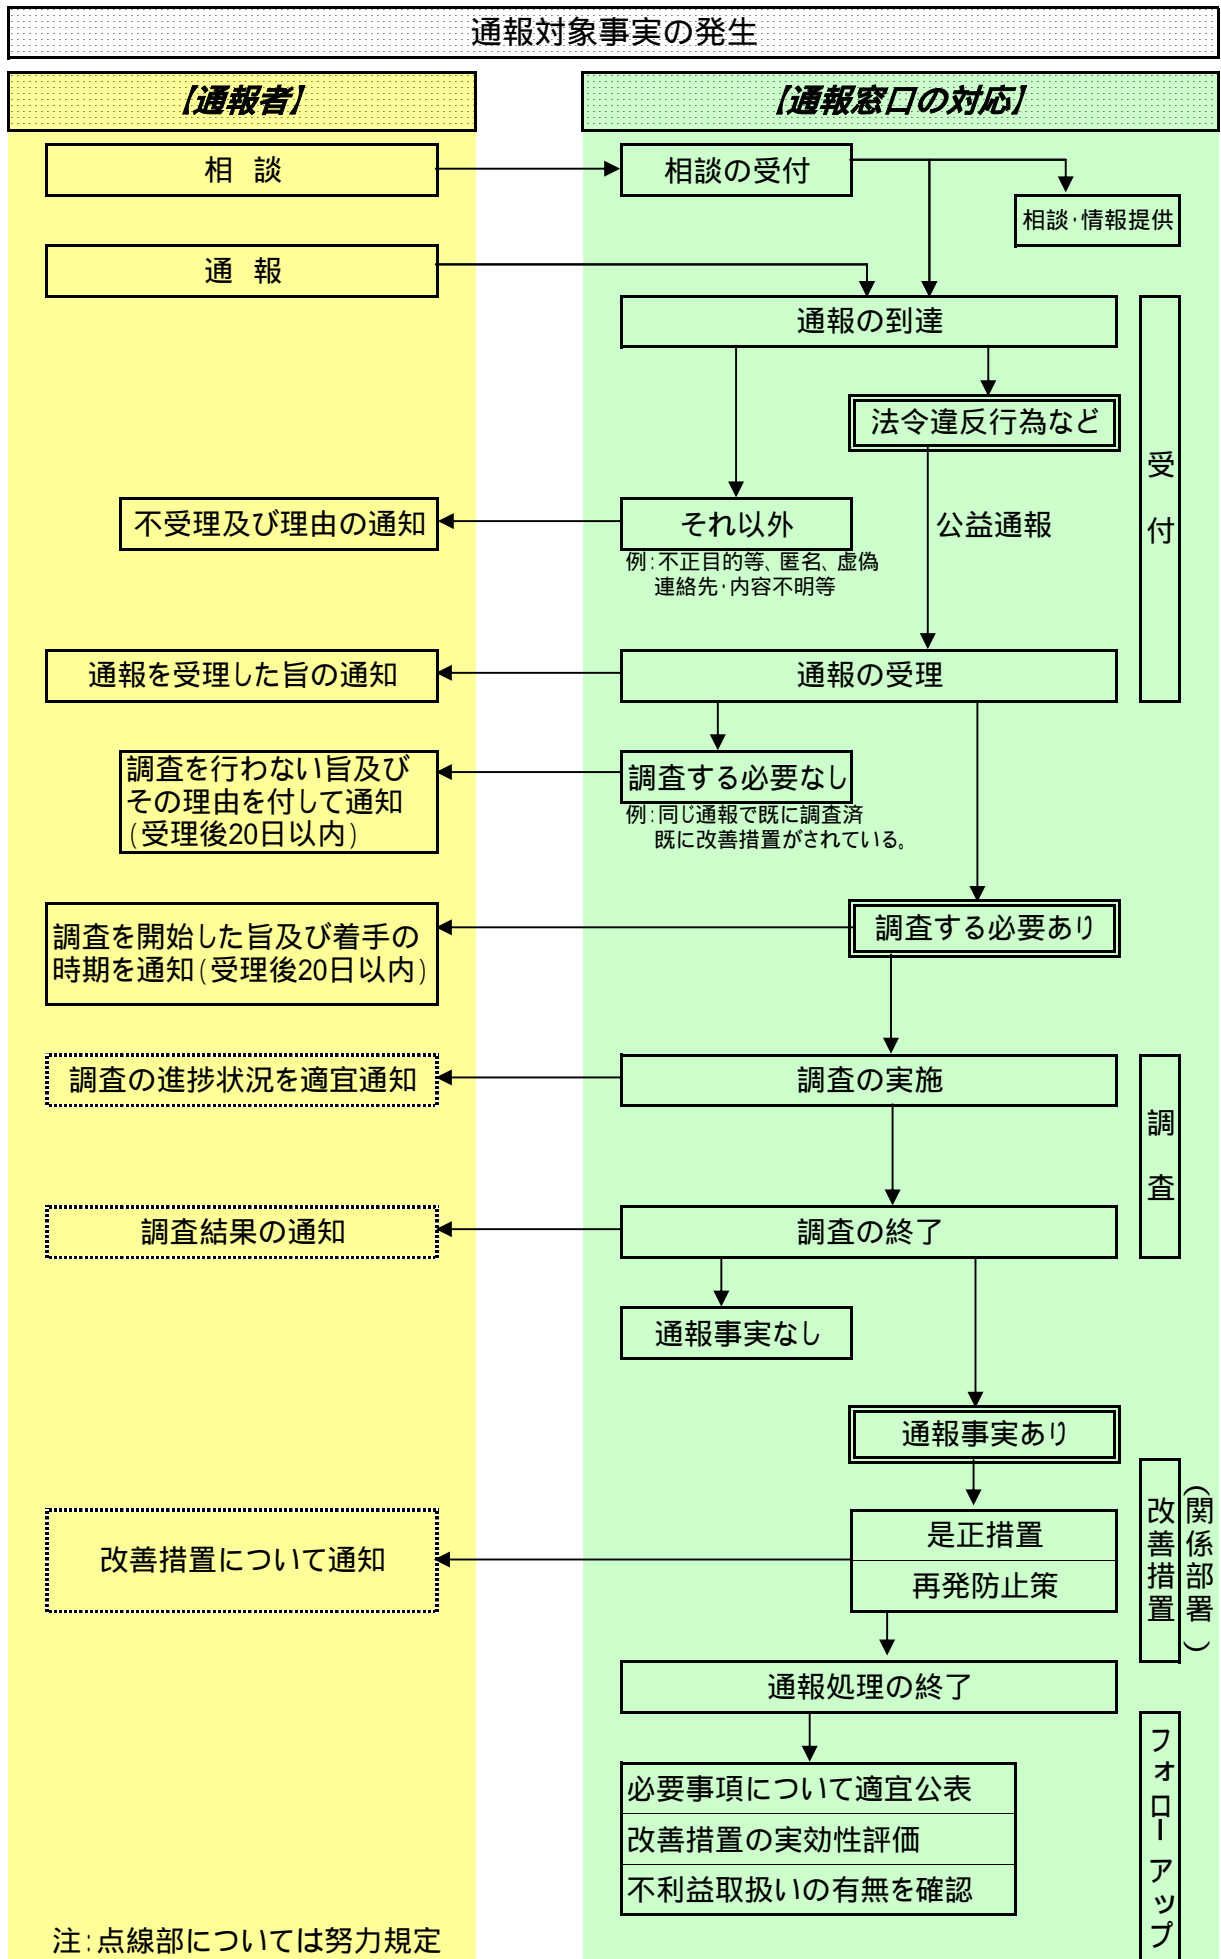 通報対象事実の発生
【通報者】
【通報窓口の対応】
相 談
相談の受付
相談・情報提供
通 報
通報の到達
法令違反行為など
受付
不受理及び理由の通知
それ以外
公益通報
例:不正目的等、匿名、虚偽
連絡先・内容不明等
通報を受理した旨の通知
通報の受理
調査を行わない旨及び
その理由を付して通知
(受理後20日以内)
調査する必要なし
例:同じ通報で既に調査済
既に改善措置がされている。
調査を開始した旨及び着手の
時期を通知(受理後20日以内)
調査する必要あり
調査の進捗状況を適宜通知
調査の実施
調査
調査結果の通知
調査の終了
通報事実なし
通報事実あり
改善措置について通知
是正措置
再発防止策
改善措置
(関係部署)
通報処理の終了
必要事項について適宜公表
改善措置の実効性評価
不利益取扱いの有無を確認
フォローアップ
注:点線部については努力規定